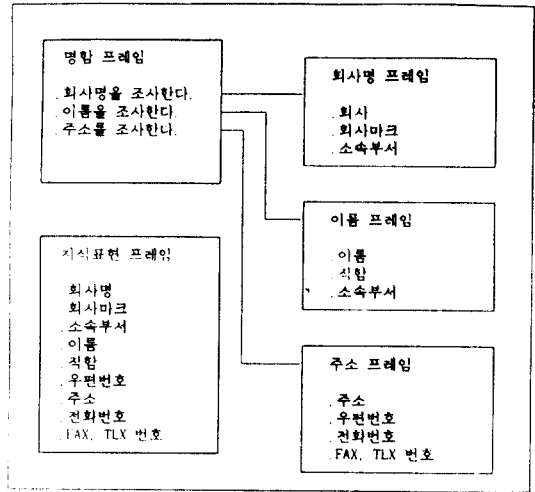 명함 프레임
.회사명을 조사한다.
.이름을 조사한다.
.주소를 조사한다.
회사명 프레임
.회사
.회사마크
.소속부서
이름 프레임
.이름
.직함
.소속부서
지식표현 프레임
.회사명
회사마크
.소속부서
.이름
.직함
.우편번호
.주소
.전화번호
.FAX, TLX 번호
주소 프레임
.주소
.우편번호
.전화번호
.FAX, TLX 번호